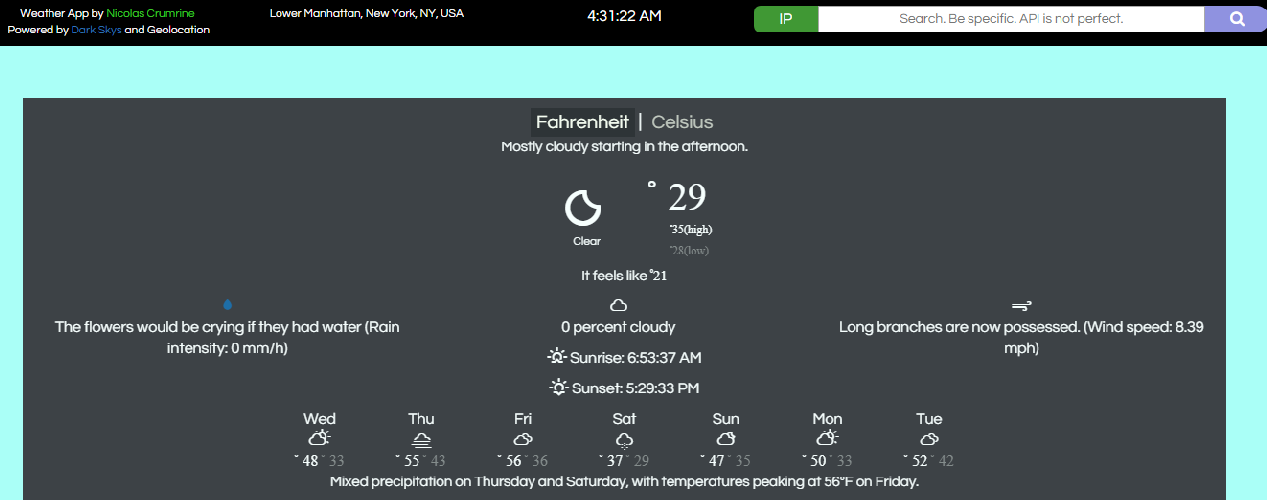 Weather App by Nicolas Crumrine
Powered by Dark Skys and Geolocation
Lower Manhattan, New York, NY, USA
4:31:22 AM
IP
Search. Be specific. API is not perfect.
Fahrenheit | Celsius
Mostly cloudy starting in the afternoon.
° 29
Clear
°35(high)
°28(low)
It feels like °21
The flowers would be crying if they had water (Rain
intensity: 0 mm/h)
0 percent cloudy
Long branches are now possessed. (Wind speed: 8.39
mph)
Sunrise: 6:53:37 AM
Sunset: 5:29:33 PM
Wed Thu Fri Sat Sun Mon Tue
˘ 48 ˘ 33 ˘ 55 ˘ 43 ˘ 56 ˘ 36 ˘ 37 ˘ 29 ˘ 47 ˘ 35 ˘ 50 ˘ 33 ˘ 52 ˘ 42
Mixed precipitation on Thursday and Saturday, with temperatures peaking at 56°F on Friday.